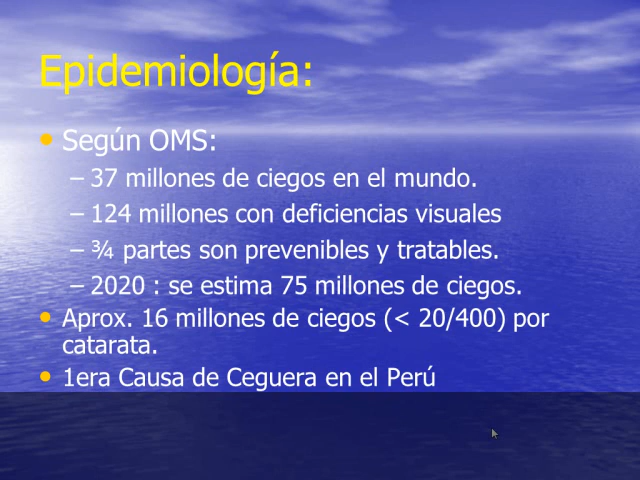 Epidemiología:
• Según OMS:
– 37 millones de ciegos en el mundo.
– 124 millones con deficiencias visuales
– ¾ partes son prevenibles y tratables.
– 2020 : se estima 75 millones de ciegos.
• Aprox. 16 millones de ciegos (< 20/400) por
catarata.
• 1era Causa de Ceguera en el Perú